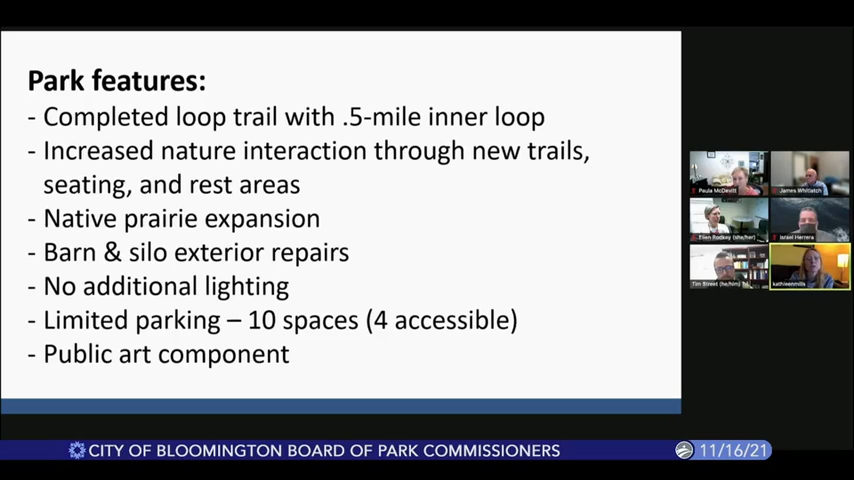 Park features:
- Completed loop trail with .5-mile inner loop
- Increased nature interaction through new trails,
seating, and rest areas
- Native prairie expansion
- Barn & silo exterior repairs
- No additional lighting
- Limited parking – 10 spaces (4 accessible)
- Public art component
Paula McDevitt
James Whitlatch
Ellen Rodkey (she/her)
Israel Herrera
Tim Street (he/him)
kathleenmills
CITY OF BLOOMINGTON BOARD OF PARK COMMISSIONERS
11/16/21